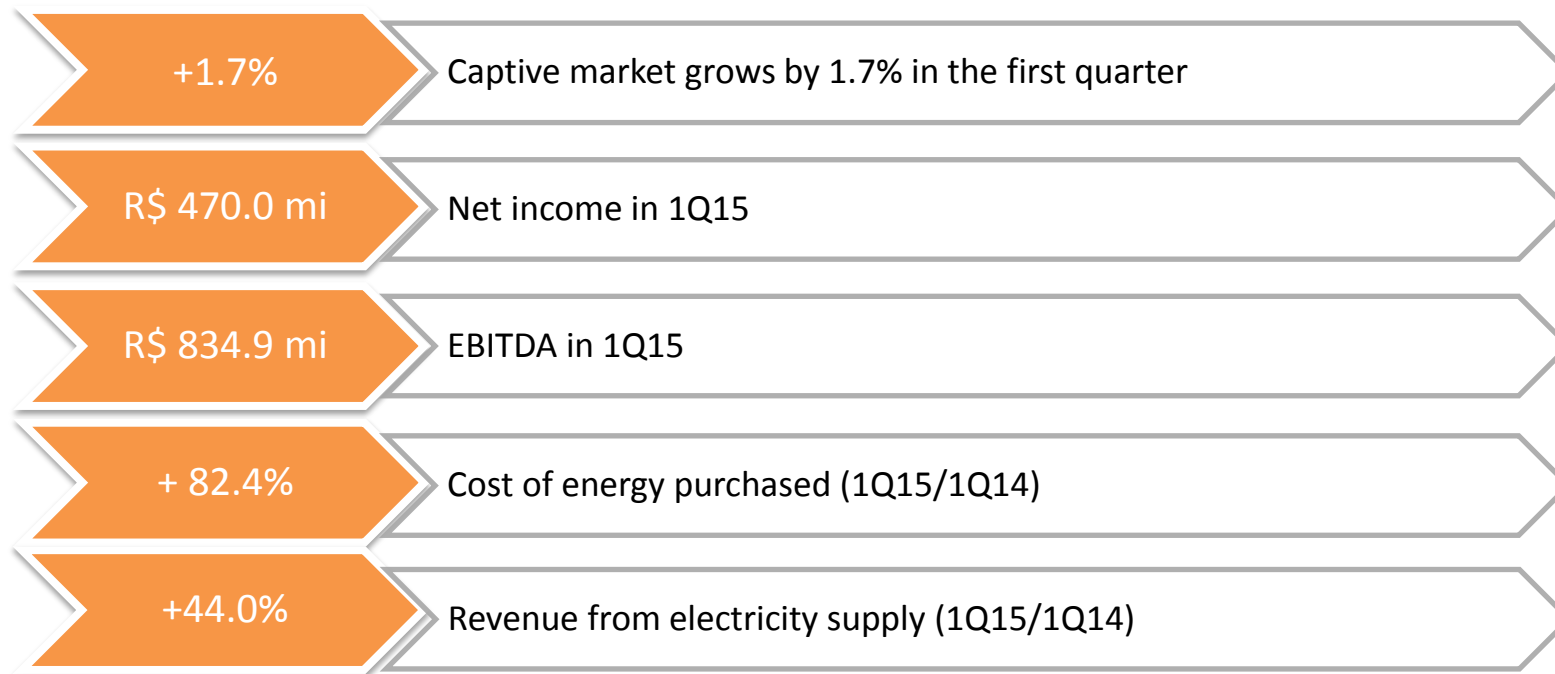 +1.7%
Captive market grows by 1.7% in the first quarter
R$ 470.0 mi
Net income in 1Q15
R$ 834.9 mi
EBITDA in 1Q15
+ 82.4%
Cost of energy purchased (1Q15/1Q14)
+44.0%
Revenue from electricity supply (1Q15/1Q14)